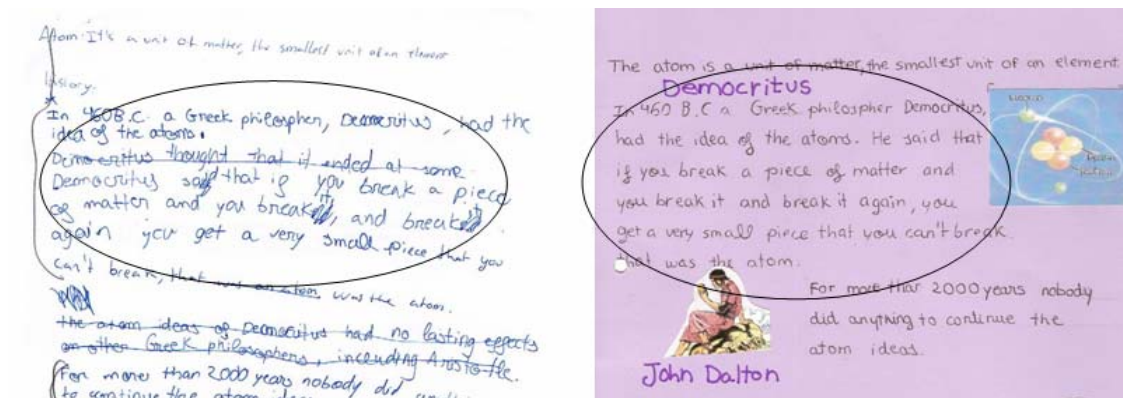 Atom: It's a unit of matter, the smallest unit of an element
History.
In 460 B.C. a Greek philospher, Democritus, had the
idea of the atoms.
Democritus thought that it ended at some
Democritus said that if you break a piece
of matter and you break it, and break
again you get a very small piece that you
can't break, that was an atom. was the atom.
the atom ideas of Democritus had no lasting effects
on other Greek philosophers, including Aristotle.
For more than 2000 years nobody did
to continue the atom ideas
The atom is a unit of matter, the smallest unit of an element
Democritus
In 460 B.C a Greek philospher Democritus,
had the idea of the atoms. He said that
if you break a piece of matter and
you break it and break it again, you
get a very small piece that you can't break.
that was the atom.
For more than 2000 years nobody
did anything to continue the
atom ideas.
John Dalton